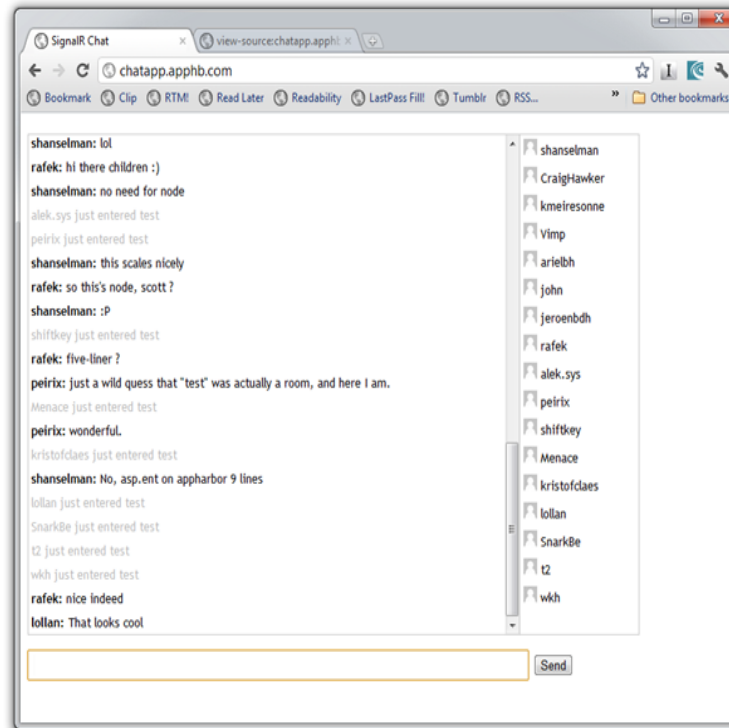 SignalR Chat
view-source:chatapp.apphb
chatapp.apphb.com
Bookmark Clip RTM! Read Later Readability LastPass Fill! Tumblr RSS... » Other bookmarks
shanselman: lol
rafek: hi there children :)
shanselman: no need for node
alek.sys just entered test
peirix just entered test
shanselman: this scales nicely
rafek: so this's node, scott ?
shanselman: :P
shiftkey just entered test
rafek: five-liner ?
peirix: just a wild quess that "test" was actually a room, and here I am.
Menace just entered test
peirix: wonderful.
kristofclaes just entered test
shanselman: No, asp.ent on appharbor 9 lines
lollan just entered test
SnarkBe just entered test
t2 just entered test
wkh just entered test
rafek: nice indeed
lollan: That looks cool
shanselman
CraigHawker
kmeiresonne
Vimp
arielbh
john
jeroenbdh
rafek
alek.sys
peirix
shiftkey
Menace
kristofclaes
lollan
SnarkBe
t2
wkh
Send